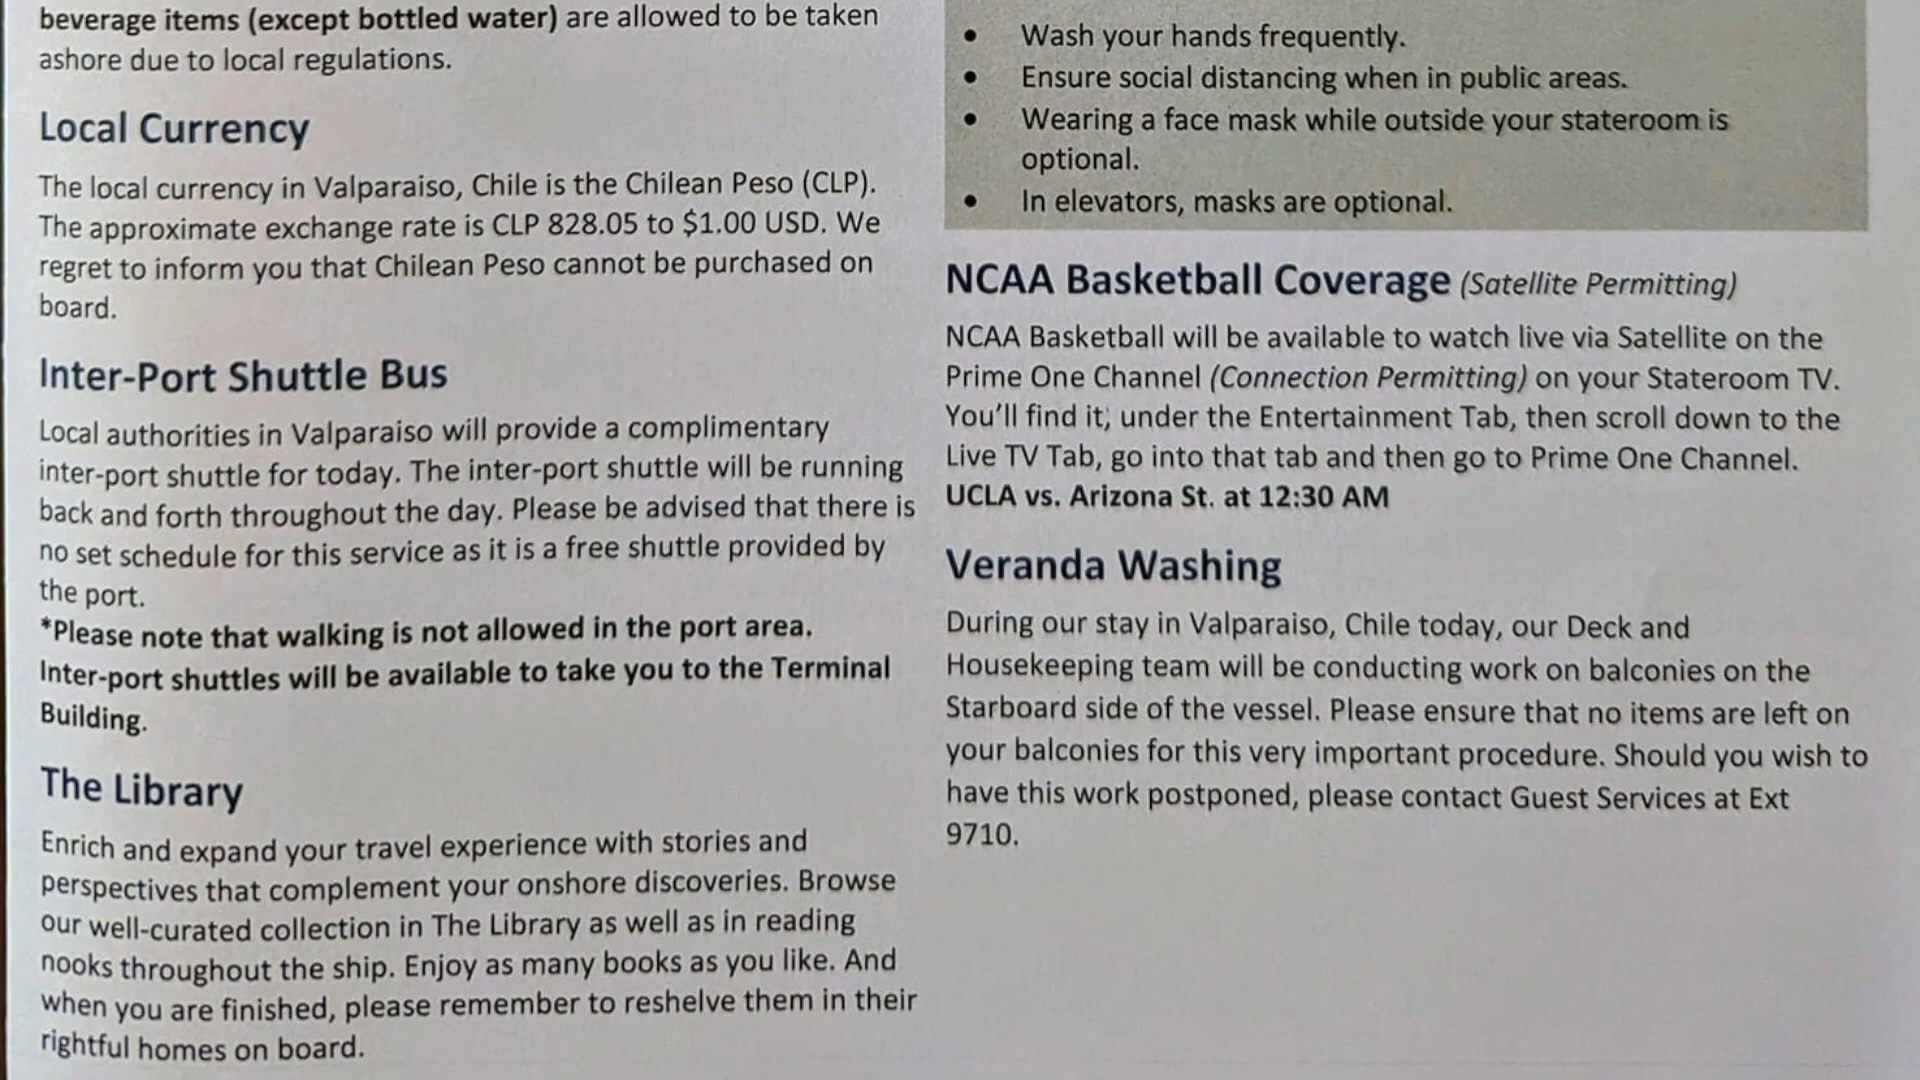 beverage items (except bottled water) are allowed to be taken
ashore due to local regulations.
Local Currency
The local currency in Valparaiso, Chile is the Chilean Peso (CLP).
The approximate exchange rate is CLP 828.05 to $1.00 USD. We
regret to inform you that Chilean Peso cannot be purchased on
board.
Inter-Port Shuttle Bus
Local authorities in Valparaiso will provide a complimentary
inter-port shuttle for today. The inter-port shuttle will be running
back and forth throughout the day. Please be advised that there is
no set schedule for this service as it is a free shuttle provided by
the port.
*Please note that walking is not allowed in the port area.
Inter-port shuttles will be available to take you to the Terminal
Building.
The Library
Enrich and expand your travel experience with stories and
perspectives that complement your onshore discoveries. Browse
our well-curated collection in The Library as well as in reading
nooks throughout the ship. Enjoy as many books as you like. And
when you are finished, please remember to reshelve them in their
rightful homes on board.
• Wash your hands frequently.
• Ensure social distancing when in public areas.
• Wearing a face mask while outside your stateroom is
optional.
• In elevators, masks are optional.
NCAA Basketball Coverage (Satellite Permitting)
NCAA Basketball will be available to watch live via Satellite on the
Prime One Channel (Connection Permitting) on your Stateroom TV.
You'll find it; under the Entertainment Tab, then scroll down to the
Live TV Tab, go into that tab and then go to Prime One Channel.
UCLA vs. Arizona St. at 12:30 AM
Veranda Washing
During our stay in Valparaiso, Chile today, our Deck and
Housekeeping team will be conducting work on balconies on the
Starboard side of the vessel. Please ensure that no items are left on
your balconies for this very important procedure. Should you wish to
have this work postponed, please contact Guest Services at Ext
9710.